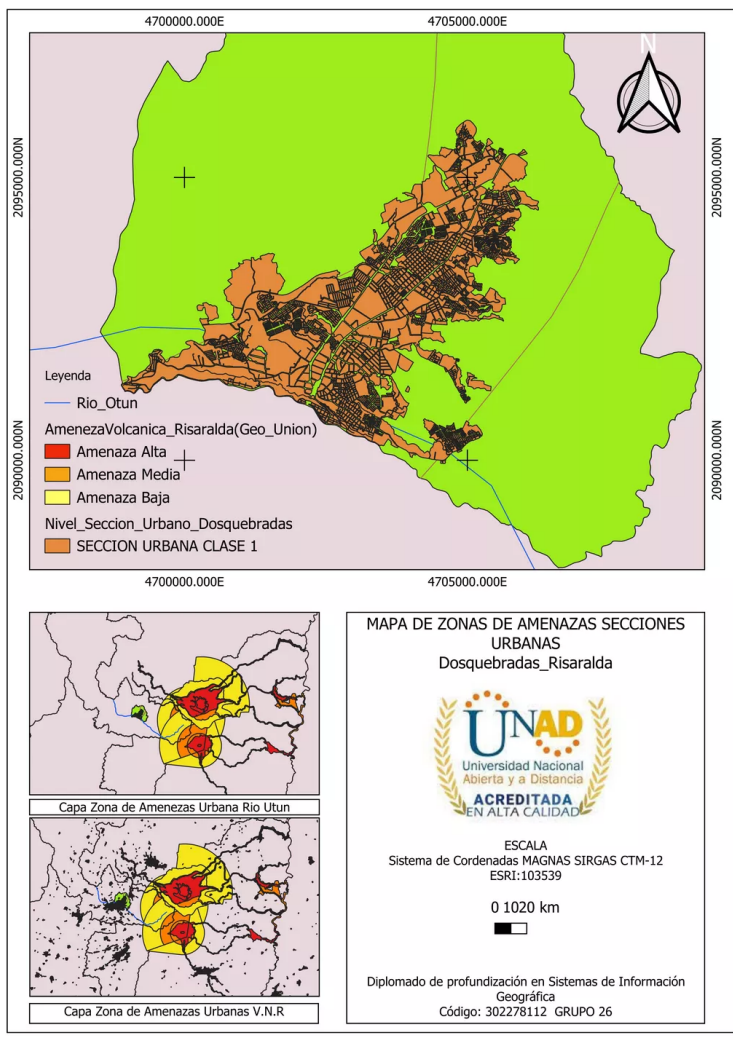 4700000.000E 4705000.000E
N
2095000.000N 2095000.000N
Leyenda
Rio_Otun
AmenezaVolcanica_Risaralda(Geo_Union)
Amenaza Alta
Amenaza Media
Amenaza Baja
Nivel_Seccion_Urbano_Dosquebradas
SECCION URBANA CLASE 1
2090000.000N 2090000.000N
4700000.000E 4705000.000E
Capa Zona de Amenezas Urbana Rio Utun
Capa Zona de Amenazas Urbanas V.N.R
MAPA DE ZONAS DE AMENAZAS SECCIONES
URBANAS
Dosquebradas_Risaralda
UNAD
Universidad Nacional
Abierta y a Distancia
ACREDITADA
EN ALTA CALIDAD
ESCALA
Sistema de Cordenadas MAGNAS SIRGAS CTM-12
ESRI:103539
0 1020 km
Diplomado de profundización en Sistemas de Información
Geográfica
Código: 302278112 GRUPO 26